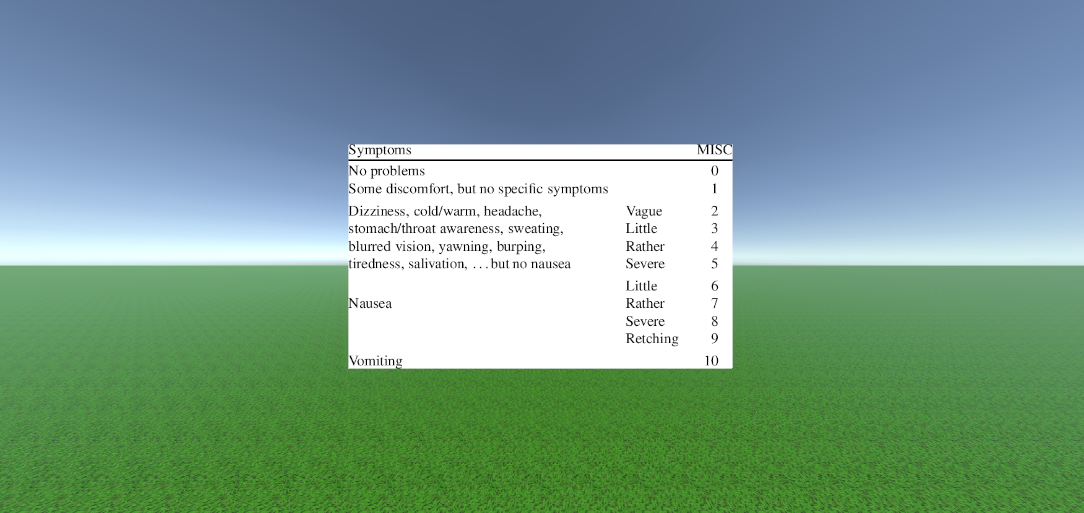 Symptoms MISC
No problems 0
Some discomfort, but no specific symptoms 1
Dizziness, cold/warm, headache, Vague 2
stomach/throat awareness, sweating, Little 3
blurred vision, yawning, burping, Rather 4
tiredness, salivation, ...but no nausea Severe 5
Little 6
Nausea Rather 7
Severe 8
Retching 9
Vomiting 10